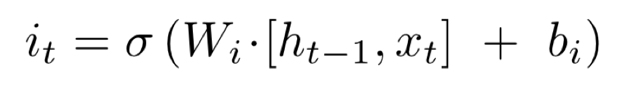 i_t = σ (W_i·[h_{t−1}, x_t] + b_i)